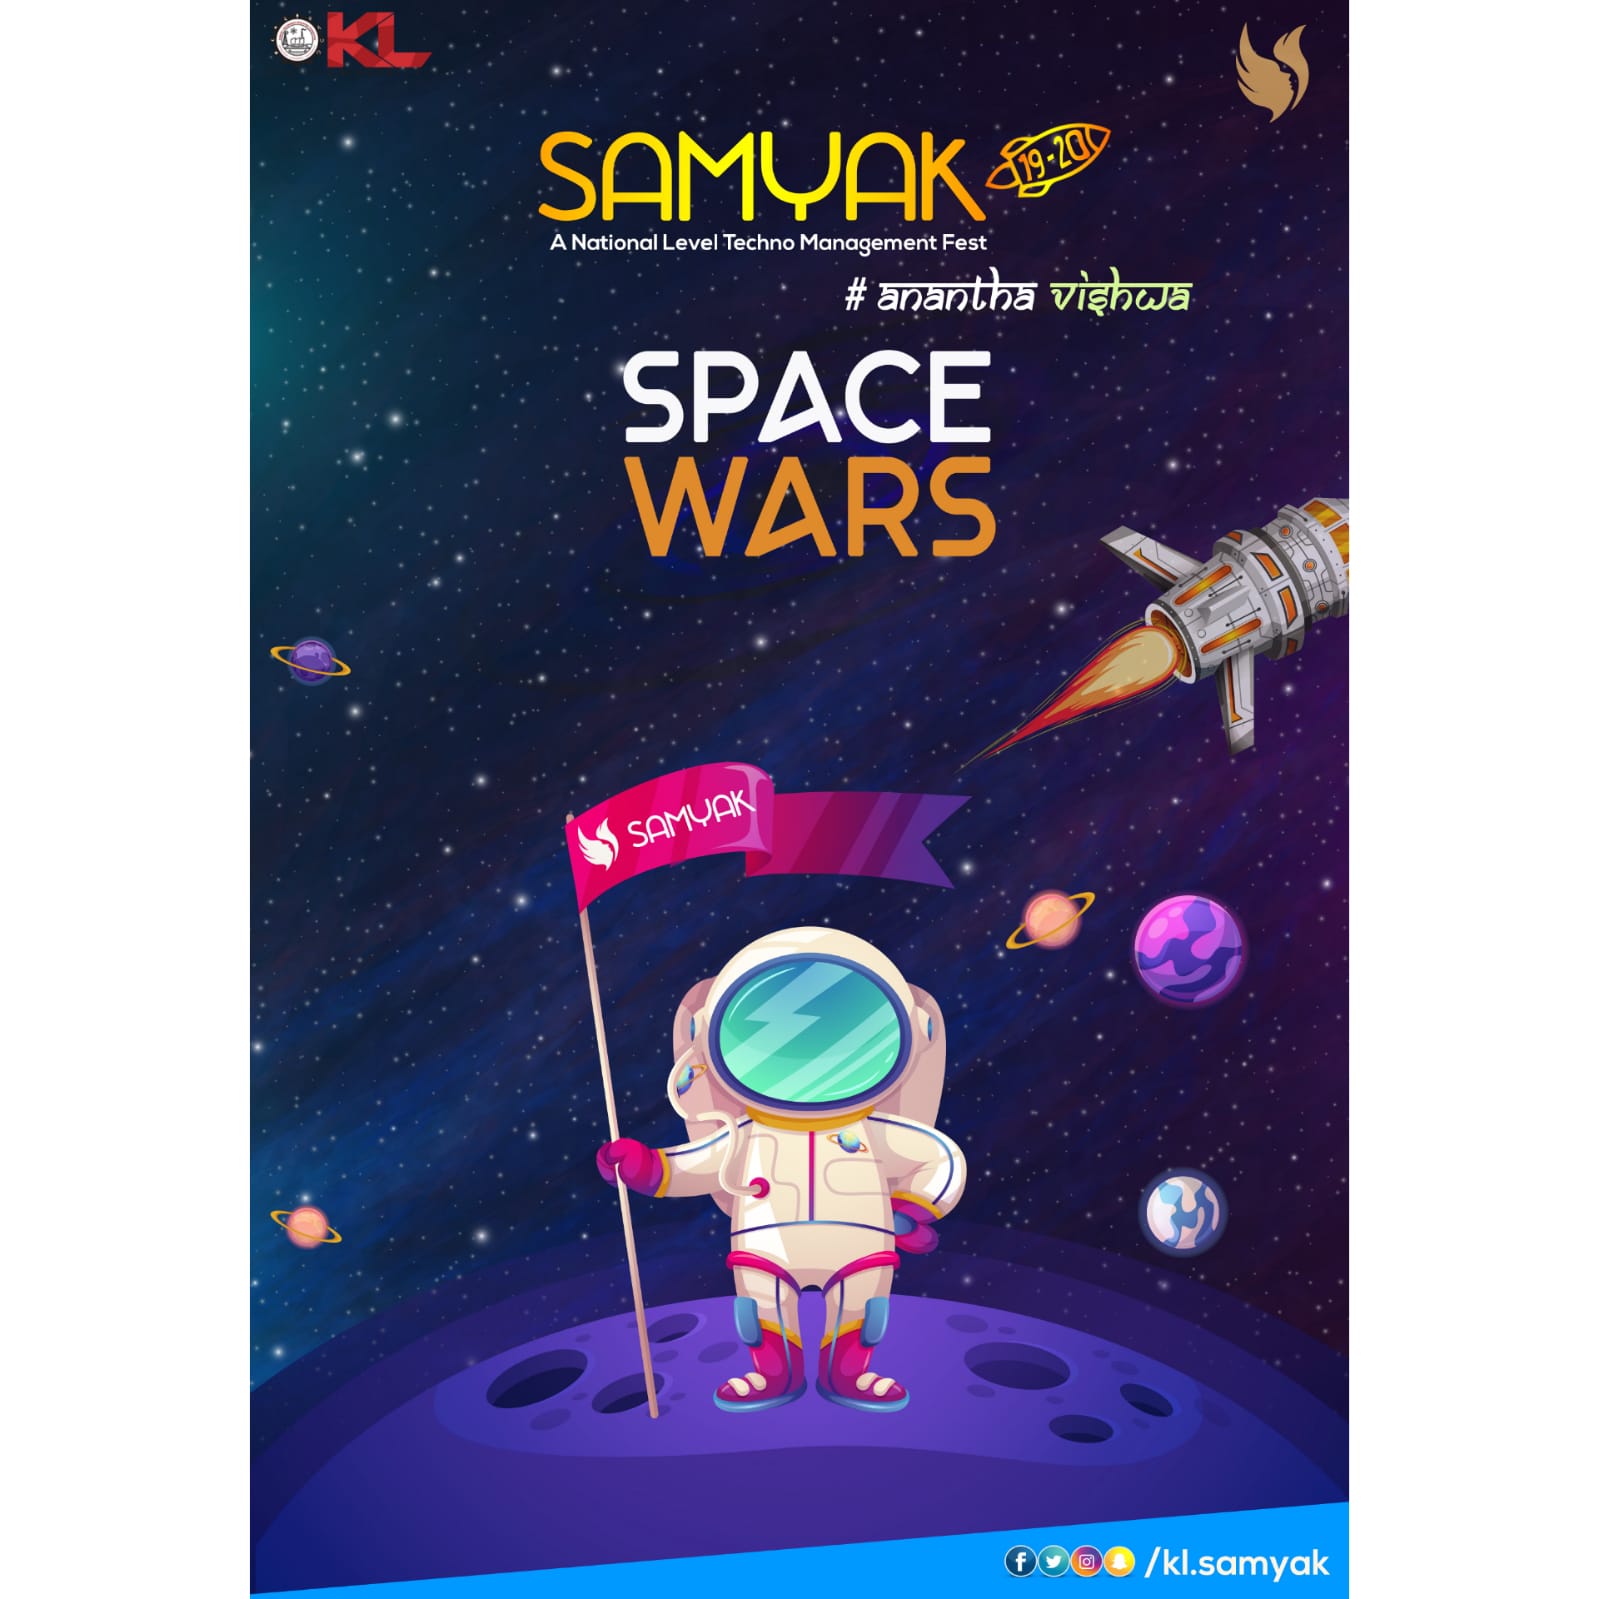 KL
SAMYAK 19-20
A National Level Techno Management Fest
# anantha vishwa
SPACE
WARS
SAMYAK
/kl.samyak